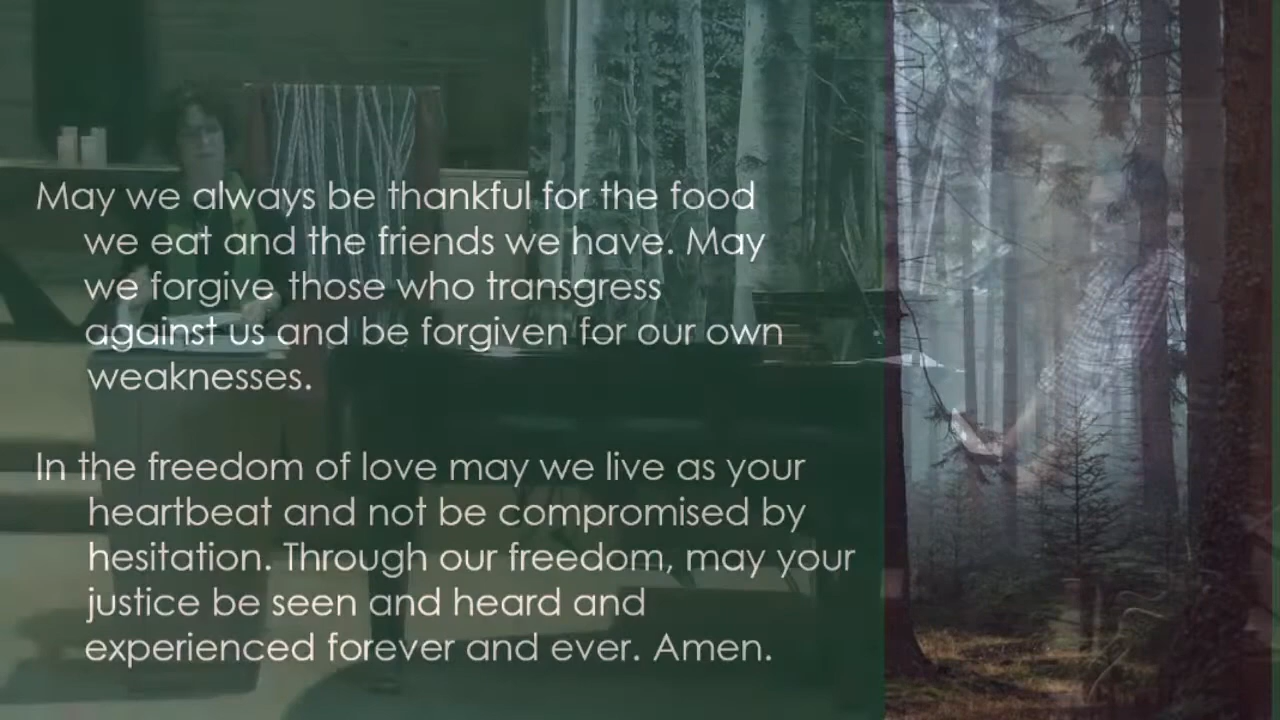 May we always be thankful for the food
we eat and the friends we have. May
we forgive those who transgress
against us and be forgiven for our own
weaknesses.
In the freedom of love may we live as your
heartbeat and not be compromised by
hesitation. Through our freedom, may your
justice be seen and heard and
experienced forever and ever. Amen.